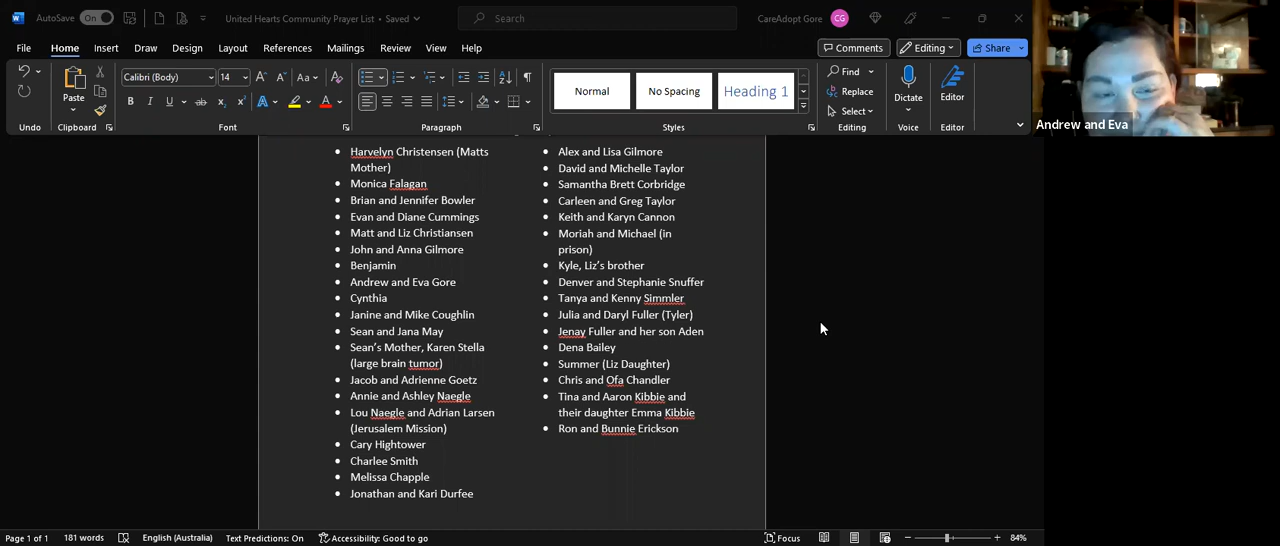 AutoSave On
United Hearts Community Prayer List • Saved
Search
CareAdopt Gore
CG
File
Home
Insert
Draw
Design
Layout
References
Mailings
Review
View
Help
Comments
Editing
Share
Calibri (Body)
14
Aa
Paste
Normal
No Spacing
Heading 1
Find
Replace
Select
Dictate
Editor
Undo
Clipboard
Font
Paragraph
Styles
Editing
Voice
Editor
Andrew and Eva
Harvelyn Christensen (Matts
Mother)
Monica Falagan
Brian and Jennifer Bowler
Evan and Diane Cummings
Matt and Liz Christiansen
John and Anna Gilmore
Benjamin
Andrew and Eva Gore
Cynthia
Janine and Mike Coughlin
Sean and Jana May
Sean's Mother, Karen Stella
(large brain tumor)
Jacob and Adrienne Goetz
Annie and Ashley Naegle
Lou Naegle and Adrian Larsen
(Jerusalem Mission)
Cary Hightower
Charlee Smith
Melissa Chapple
Jonathan and Kari Durfee
Alex and Lisa Gilmore
David and Michelle Taylor
Samantha Brett Corbridge
Carleen and Greg Taylor
Keith and Karyn Cannon
Moriah and Michael (in
prison)
Kyle, Liz's brother
Denver and Stephanie Snuffer
Tanya and Kenny Simmler
Julia and Daryl Fuller (Tyler)
Jenay Fuller and her son Aden
Dena Bailey
Summer (Liz Daughter)
Chris and Ofa Chandler
Tina and Aaron Kibbie and
their daughter Emma Kibbie
Ron and Bunnie Erickson
Page 1 of 1
181 words
English (Australia)
Text Predictions: On
Accessibility: Good to go
Focus
84%